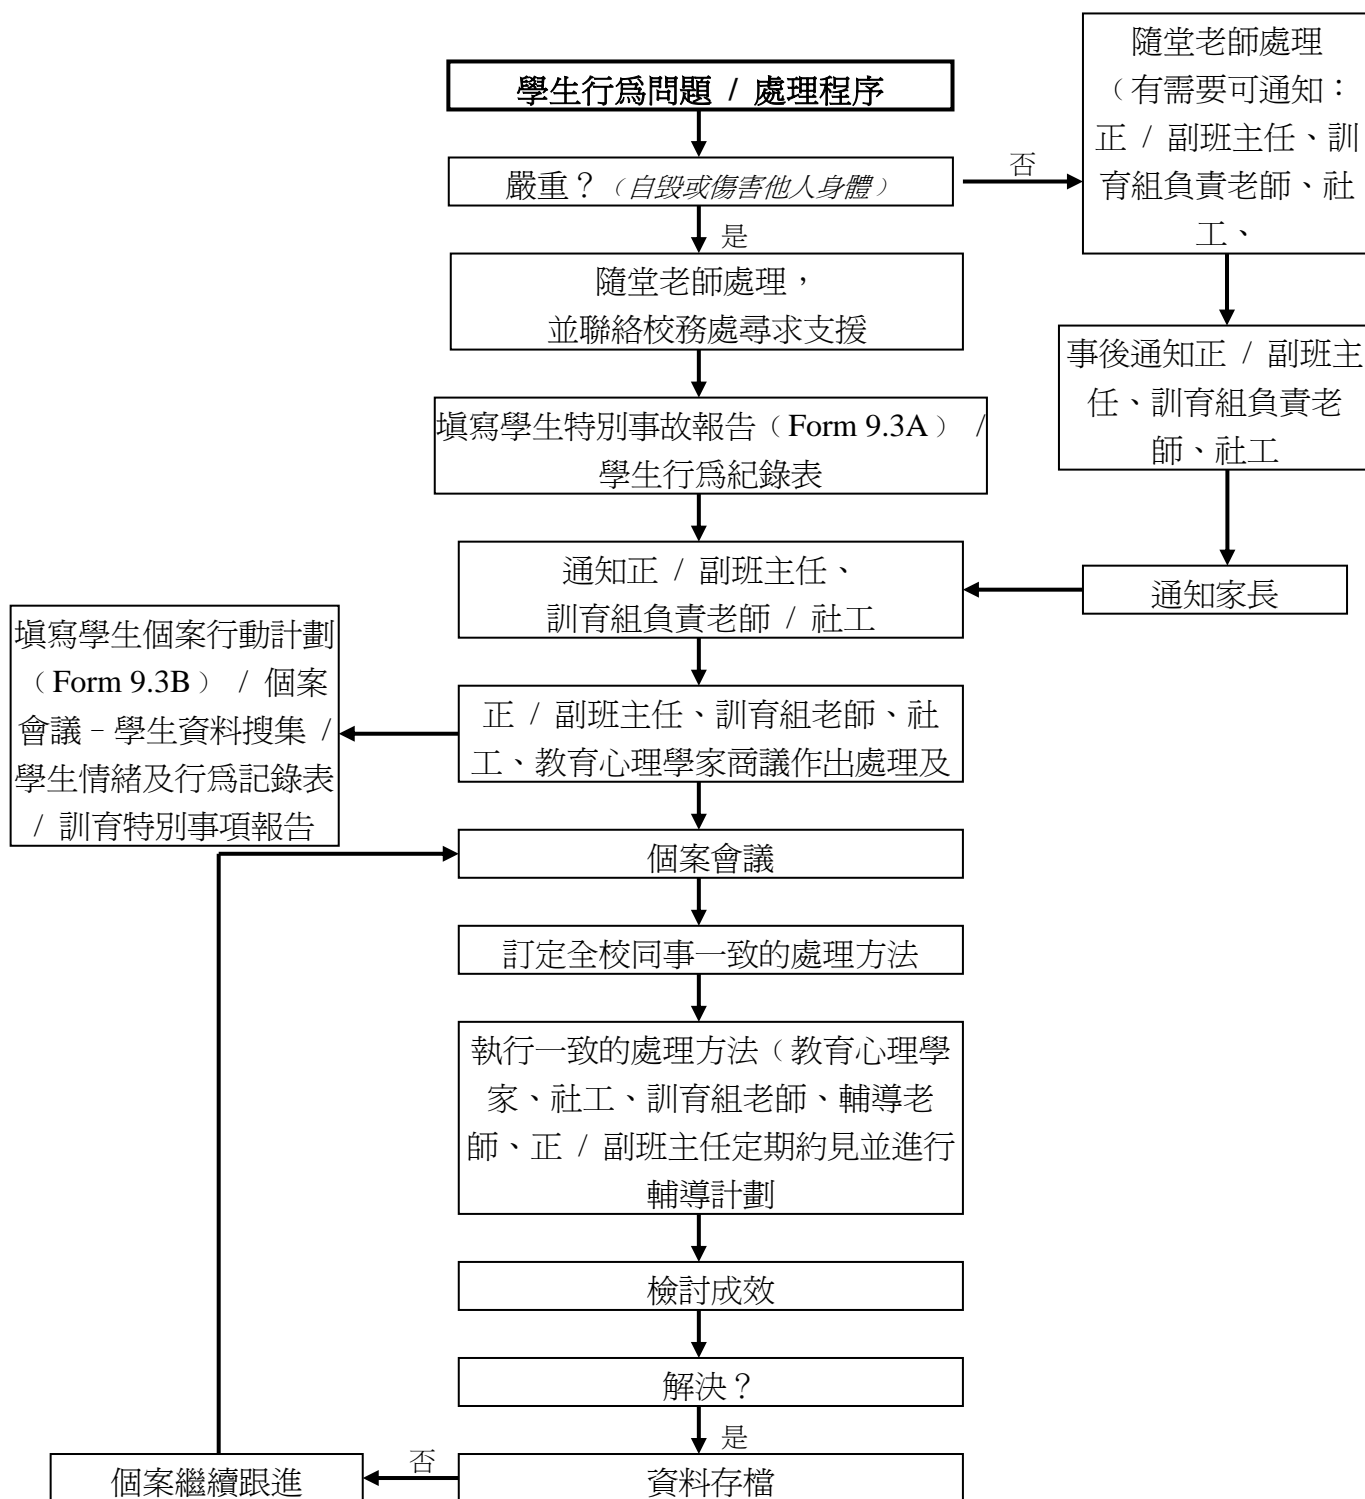 學生行為問題 / 處理程序
嚴重？（自毀或傷害他人身體）
否
隨堂老師處理
（有需要可通知：
正 / 副班主任、訓
育組負責老師、社
工、
是
隨堂老師處理，
並聯絡校務處尋求支援
事後通知正 / 副班主
任、訓育組負責老
師、社工
填寫學生特別事故報告（Form 9.3A） /
學生行為紀錄表
通知正 / 副班主任、
訓育組負責老師 / 社工
通知家長
填寫學生個案行動計劃
（Form 9.3B） / 個案
會議－學生資料搜集 /
學生情緒及行為記錄表
/ 訓育特別事項報告
正 / 副班主任、訓育組老師、社
工、教育心理學家商議作出處理及
個案會議
訂定全校同事一致的處理方法
執行一致的處理方法（教育心理學
家、社工、訓育組老師、輔導老
師、正 / 副班主任定期約見並進行
輔導計劃
檢討成效
解決？
是
個案繼續跟進
否
資料存檔